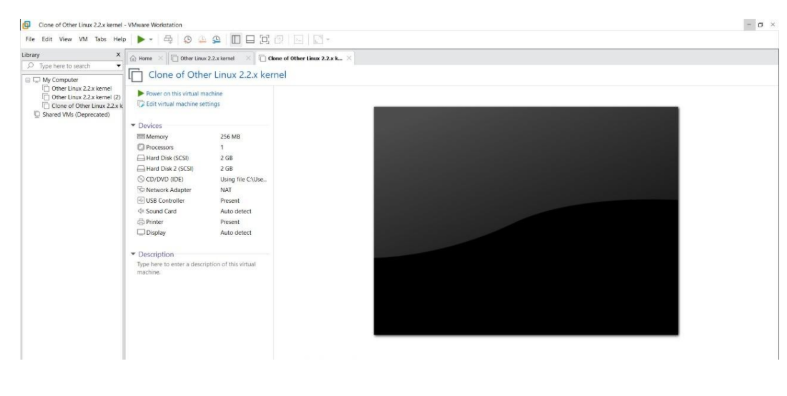 Clone of Other Linux 2.2.x kernel - VMware Workstation
File Edit View VM Tabs Help
Library X
Home × Other Linux 2.2.x kernel × Clone of Other Linux 2.2.x k... ×
Type here to search
Clone of Other Linux 2.2.x kernel
My Computer
Other Linux 2.2.x kernel
Other Linux 2.2.x kernel (2)
Clone of Other Linux 2.2.x k
Shared VMs (Deprecated)
Power on this virtual machine
Edit virtual machine settings
Devices
Memory 256 MB
Processors 1
Hard Disk (SCSI) 2 GB
Hard Disk 2 (SCSI) 2 GB
CD/DVD (IDE) Using file C:\Use...
Network Adapter NAT
USB Controller Present
Sound Card Auto detect
Printer Present
Display Auto detect
Description
Type here to enter a description of this virtual
machine.